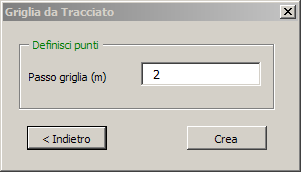 Griglia da Tracciato
Definisci punti
Passo griglia (m) 2
< Indietro Crea